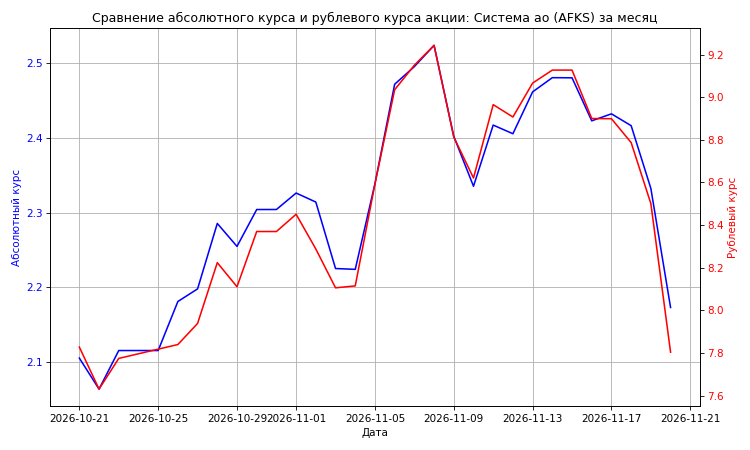 Сравнение абсолютного курса и рублевого курса акции: Система ао (AFKS) за месяц
Абсолютный курс
2.5
2.4
2.3
2.2
2.1
9.2
9.0
8.8
8.6
8.4
8.2
8.0
7.8
7.6
Рублевый курс
2026-10-21 2026-10-25 2026-10-29 2026-11-01 2026-11-05 2026-11-09 2026-11-13 2026-11-17 2026-11-21
Дата